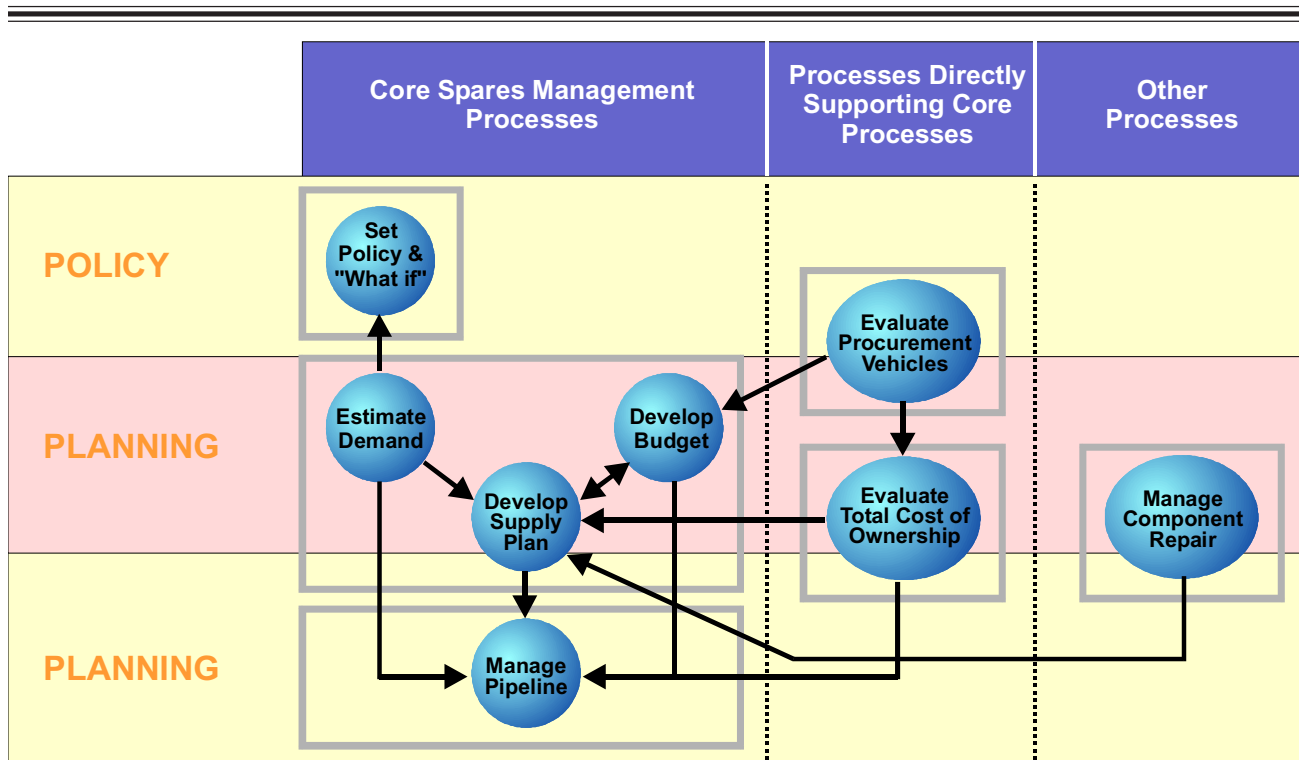 Core Spares Management
Processes
Processes Directly
Supporting Core
Processes
Other
Processes
POLICY
Set
Policy &
"What if"
Evaluate
Procurement
Vehicles
PLANNING
Estimate
Demand
Develop
Budget
Develop
Supply
Plan
Evaluate
Total Cost of
Ownership
Manage
Component
Repair
PLANNING
Manage
Pipeline